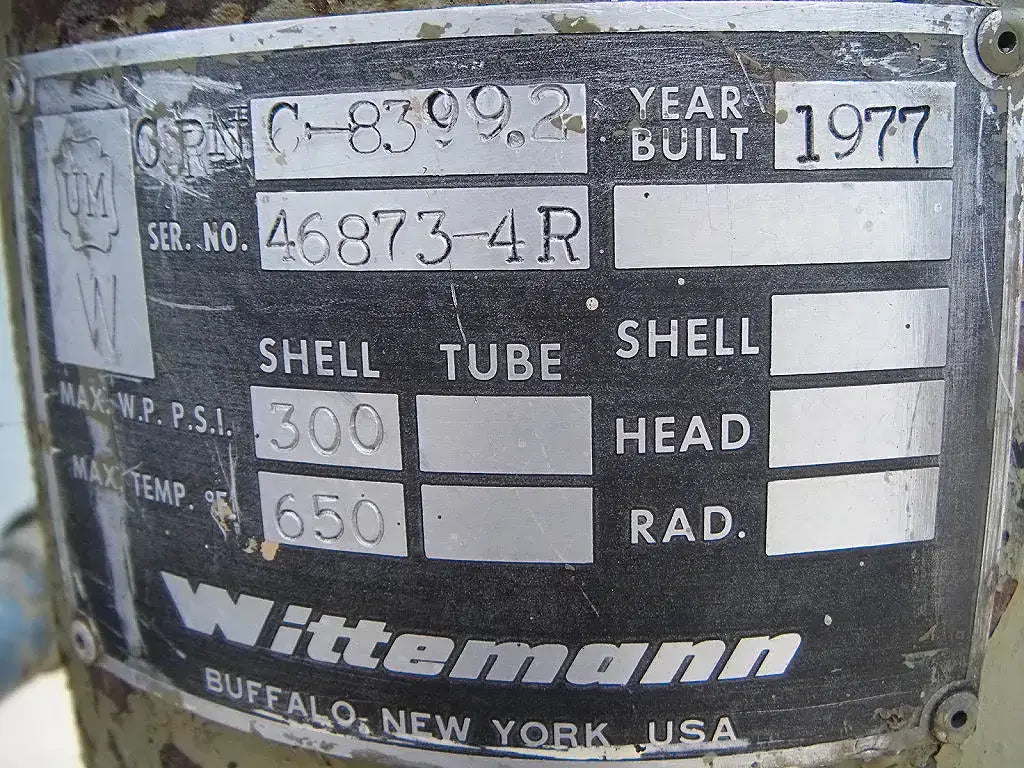 CRN C-8399.2 YEAR BUILT 1977
UM
SER. NO. 46873-4R
W
SHELL TUBE SHELL
MAX. W.P. P.S.I. 300 HEAD
MAX. TEMP. °F 650 RAD.
Wittemann
BUFFALO, NEW YORK USA